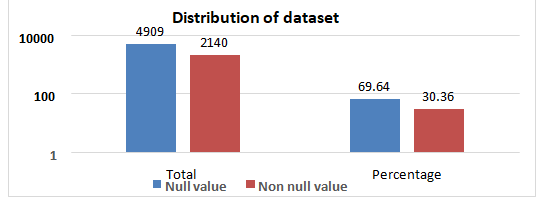 Distribution of dataset
10000
4909
2140
100
69.64
30.36
1
Total
Percentage
Null value
Non null value